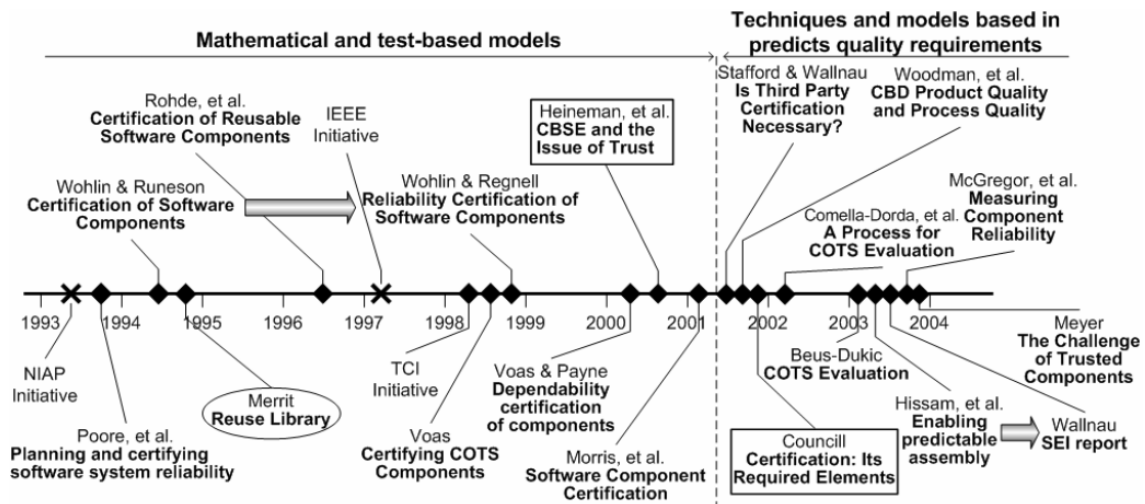 Mathematical and test-based models
Techniques and models based in
predicts quality requirements
Rohde, et al.
Certification of Reusable
Software Components
IEEE
Initiative
Heineman, et al.
CBSE and the
Issue of Trust
Stafford & Wallnau
Is Third Party
Certification
Necessary?
Woodman, et al.
CBD Product Quality
and Process Quality
Wohlin & Runeson
Certification of Software
Components
Wohlin & Regnell
Reliability Certification of
Software Components
Comella-Dorda, et al.
A Process for
COTS Evaluation
McGregor, et al.
Measuring
Component
Reliability
1993 1994 1995 1996 1997 1998 1999 2000 2001 2002 2003 2004
NIAP
Initiative
Poore, et al.
Planning and certifying
software system reliability
Merrit
Reuse Library
TCI
Initiative
Voas
Certifying COTS
Components
Voas & Payne
Dependability
certification
of components
Morris, et al.
Software Component
Certification
Councill
Certification: Its
Required Elements
Beus-Dukic
COTS Evaluation
Hissam, et al.
Enabling
predictable
assembly
Wallnau
SEI report
Meyer
The Challenge
of Trusted
Components